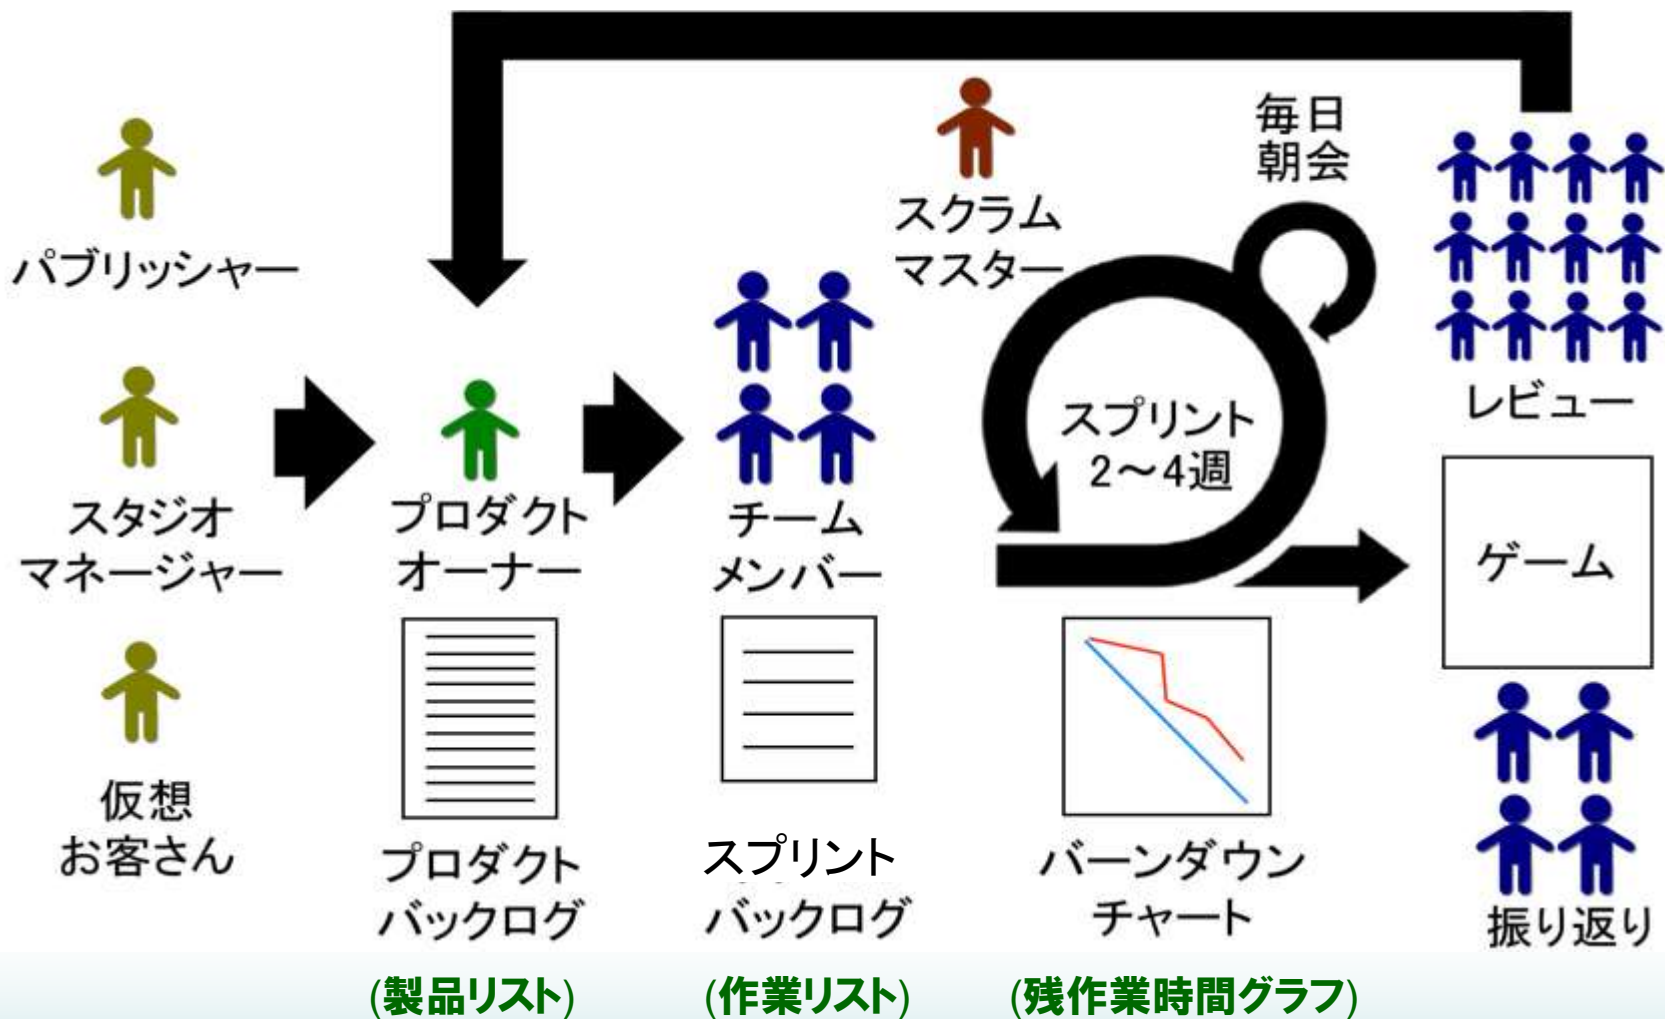 パブリッシャー
スタジオ
マネージャー
仮想
お客さん
プロダクト
オーナー
プロダクト
バックログ
(製品リスト)
チーム
メンバー
スプリント
バックログ
(作業リスト)
スクラム
マスター
毎日
朝会
スプリント
2～4週
バーンダウン
チャート
(残作業時間グラフ)
レビュー
ゲーム
振り返り